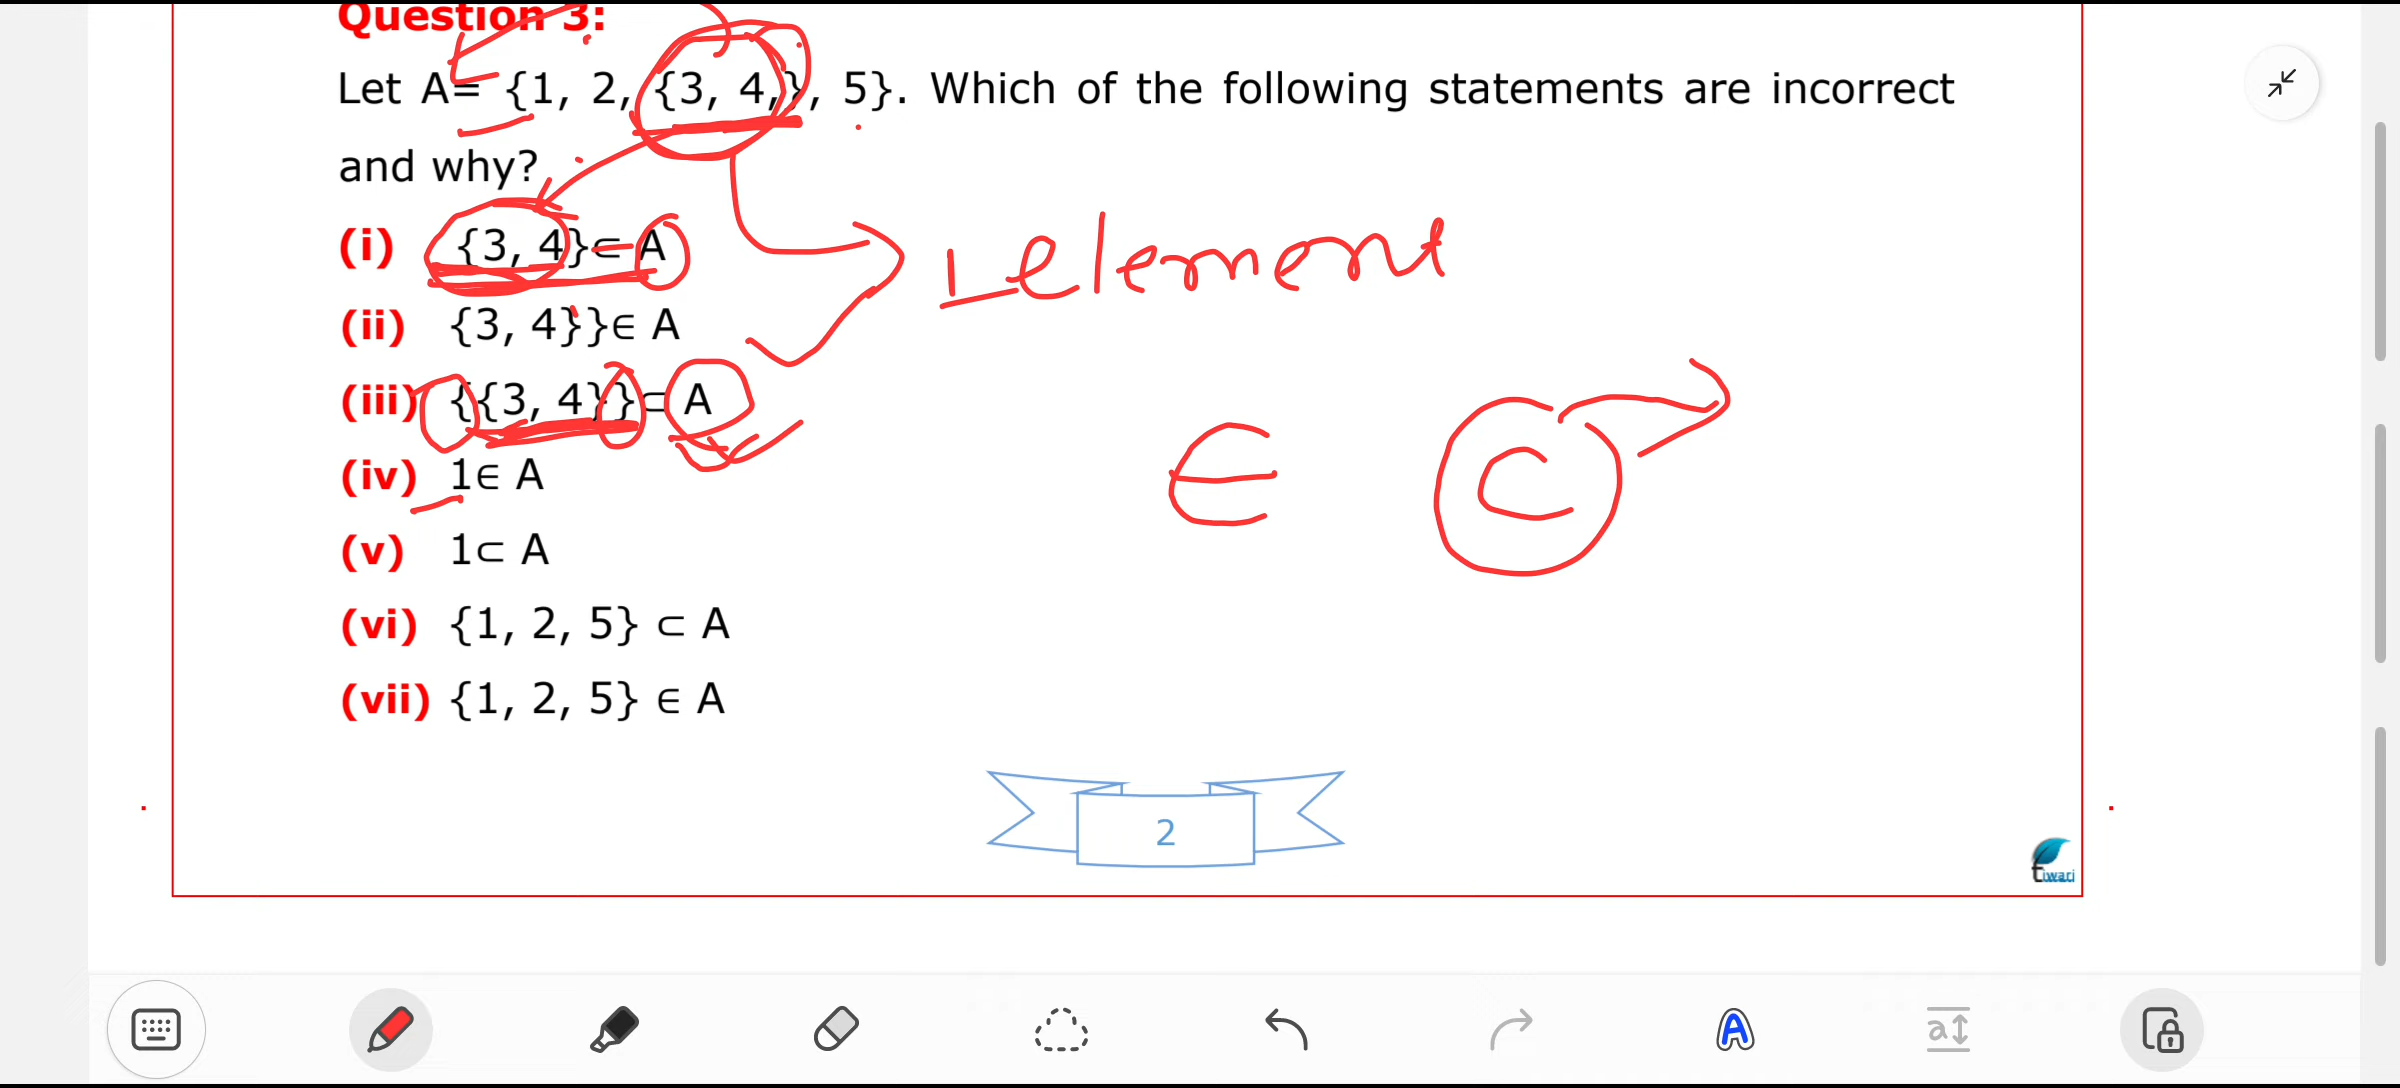 Question 3:
Let A= {1, 2, {3, 4,}, 5}. Which of the following statements are incorrect
and why?
(i) {3, 4}⊂ A
1 element
(ii) {3, 4}}∈ A
(iii) {{3, 4}}⊂ A
∈ ⊂
(iv) 1∈ A
(v) 1⊂ A
(vi) {1, 2, 5} ⊂ A
(vii) {1, 2, 5} ∈ A
2
tiwari
A
a